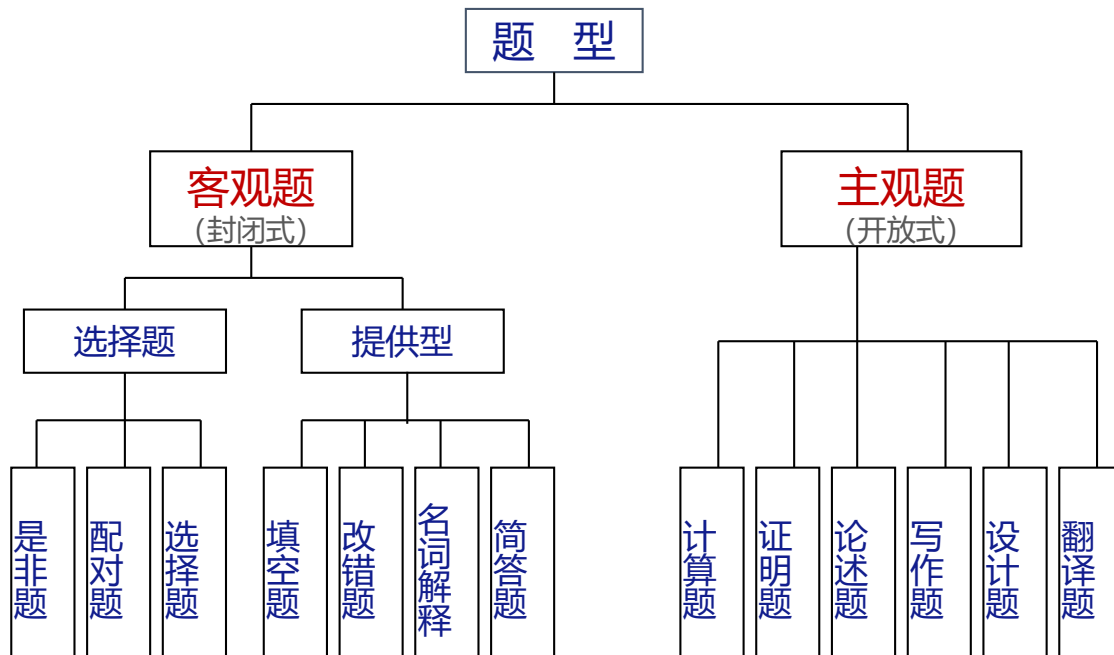 题 型
客观题
(封闭式)
主观题
(开放式)
选择题
提供型
是非题
配对题
选择题
填空题
改错题
名词解释
简答题
计算题
证明题
论述题
写作题
设计题
翻译题